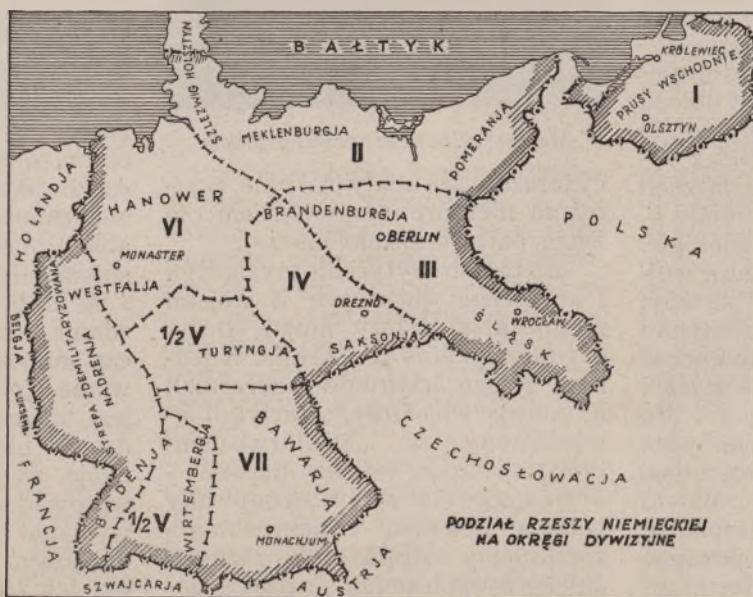 BAŁTYK
KRÓLEWIEC
PRUSY WSCHODNIE
I
OLSZTYN
SZLEZWIG HOLSZTYN
MEKLENBURGJA
II
POMERANJA
HOLANDJA
HANOWER
VI
BRANDENBURGJA
BERLIN
POLSKA
MONASTER
III
WESTFALJA
IV
DREZNO
WROCŁAW
ŚLĄSK
BELGJA
STREFA ZDEMILITARYZOWANA
NADRENJA
1/2 V
TURYNGJA
SAKSONJA
LUKSEMB.
FRANCJA
BADENJA
1/2 V
WIRTEMBERGJA
VII
BAWARJA
MONACHJUM
CZECHOSŁOWACJA
SZWAJCARJA
AUSTRJA
PODZIAŁ RZESZY NIEMIECKIEJ
NA OKRĘGI DYWIZYJNE